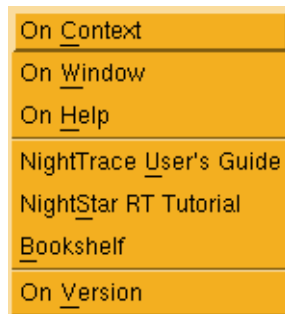 On Context
On Window
On Help
NightTrace User's Guide
NightStar RT Tutorial
Bookshelf
On Version